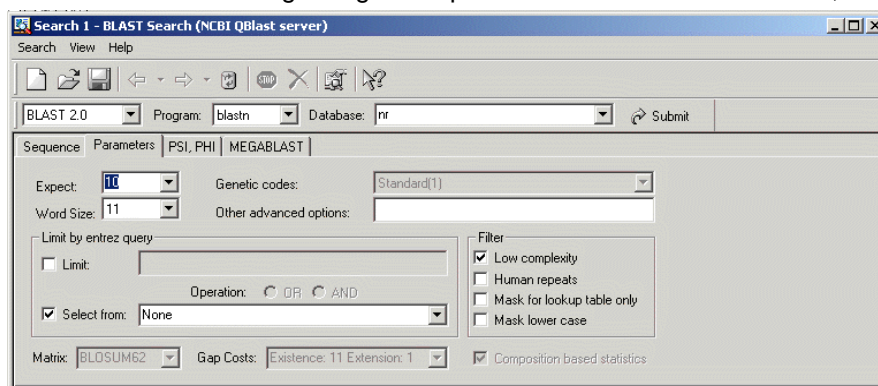 Search 1 - BLAST Search (NCBI QBlast server)
Search View Help
STOP
BLAST 2.0 Program: blastn Database: nr Submit
Sequence Parameters PSI, PHI MEGABLAST
Expect: 10 Genetic codes: Standard(1)
Word Size: 11 Other advanced options:
Limit by entrez query Filter
Limit: Low complexity
Human repeats
Operation: OR AND Mask for lookup table only
Select from: None Mask lower case
Matrix: BLOSUM62 Gap Costs: Existence: 11 Extension: 1 Composition based statistics